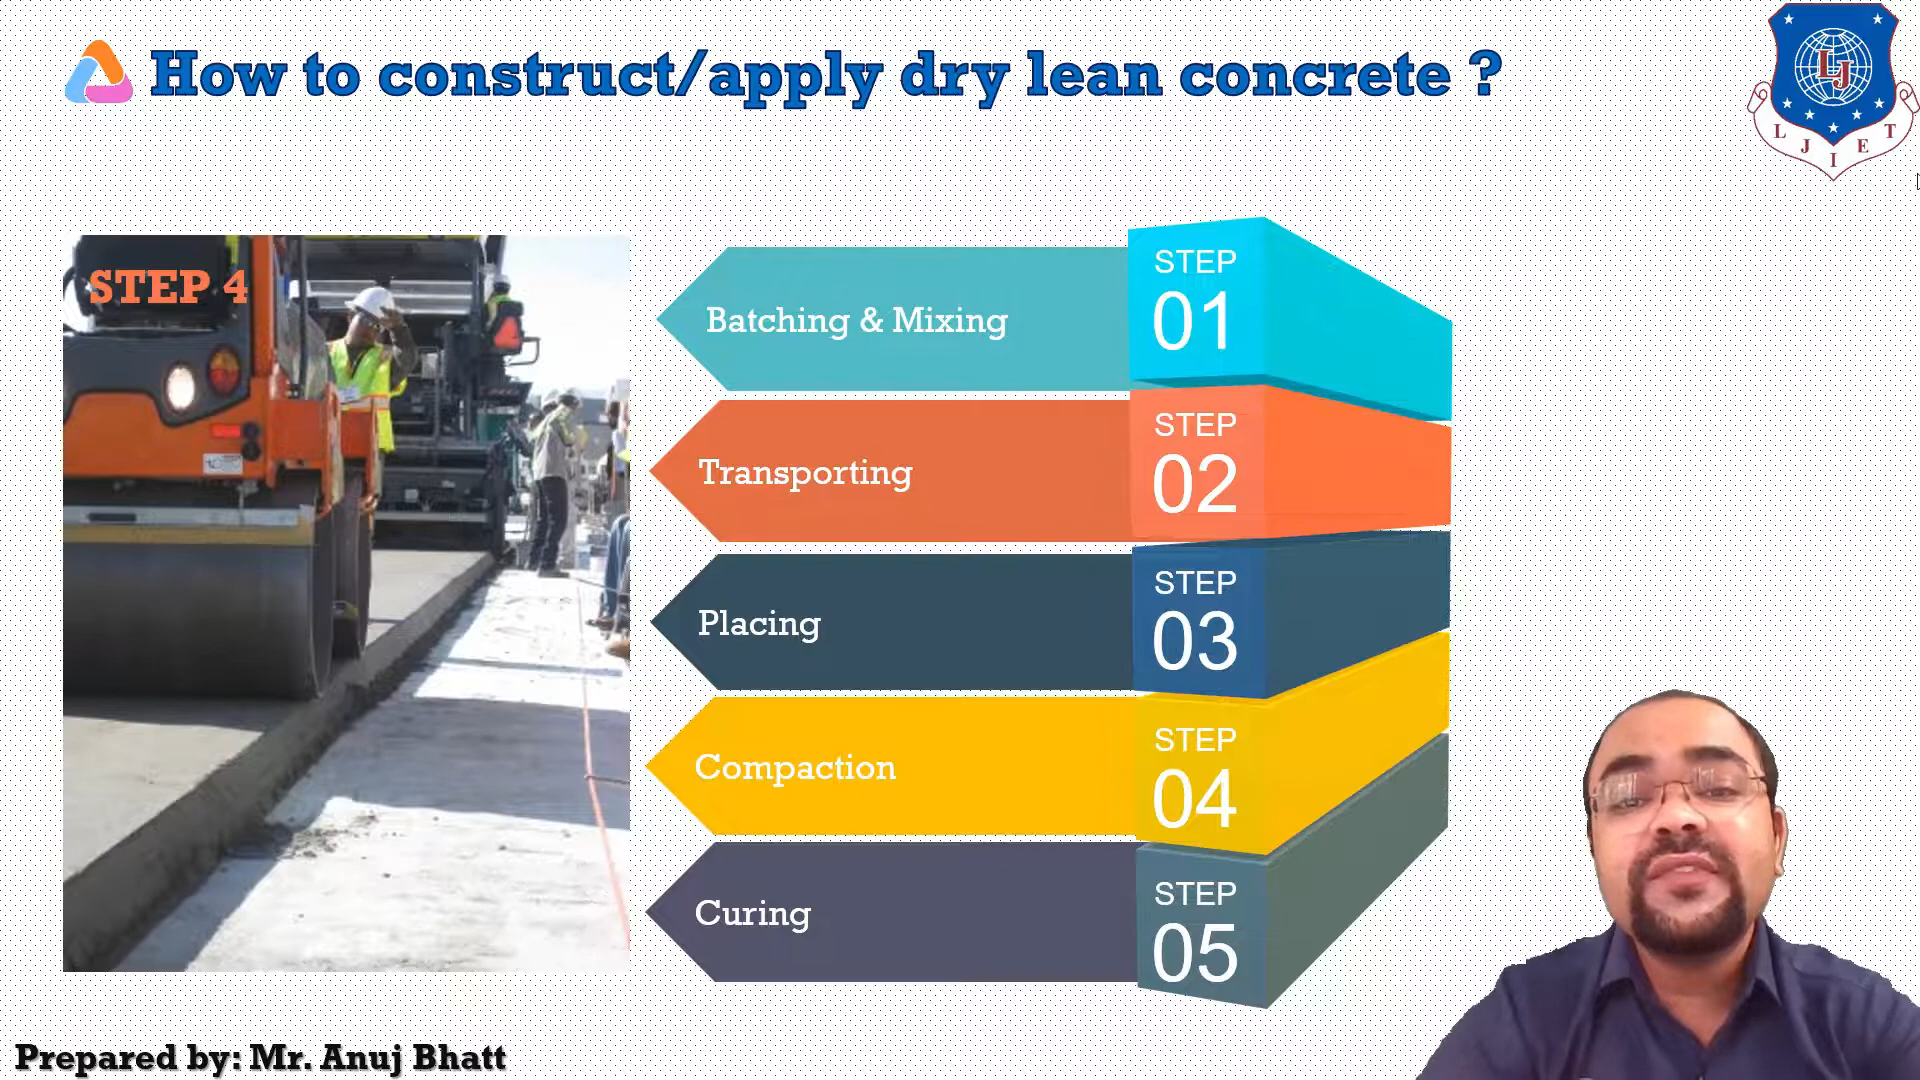 How to construct/apply dry lean concrete ?
LJ
L J I E T
STEP 4
Batching & Mixing
STEP
01
Transporting
STEP
02
Placing
STEP
03
Compaction
STEP
04
Curing
STEP
05
Prepared by: Mr. Anuj Bhatt